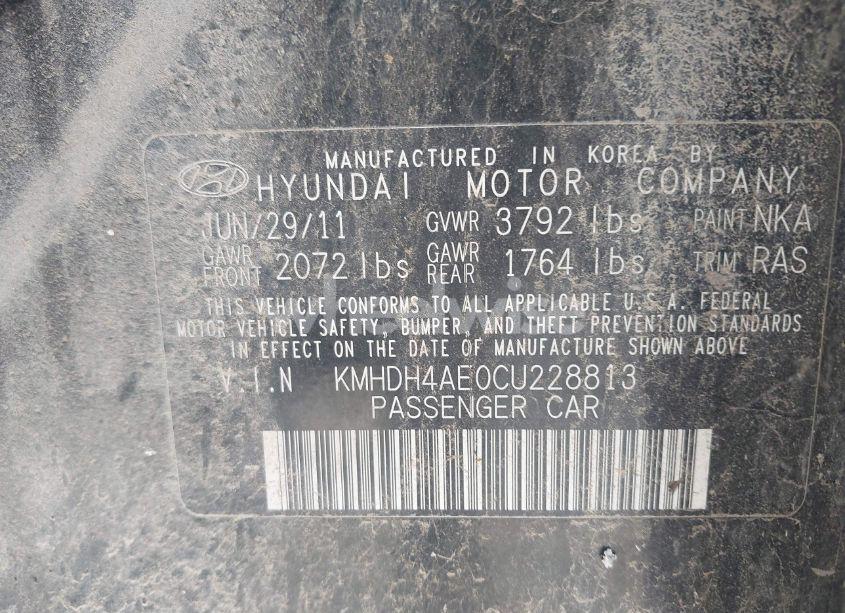 MANUFACTURED IN KOREA BY
HYUNDAI MOTOR COMPANY
JUN/29/11 GVWR 3792 lbs PAINT NKA
GAWR FRONT 2072 lbs GAWR REAR 1764 lbs TRIM RAS
THIS VEHICLE CONFORMS TO ALL APPLICABLE U.S.A. FEDERAL
MOTOR VEHICLE SAFETY, BUMPER, AND THEFT PREVENTION STANDARDS
IN EFFECT ON THE DATE OF MANUFACTURE SHOWN ABOVE
V.I.N KMHDH4AE0CU228813
PASSENGER CAR